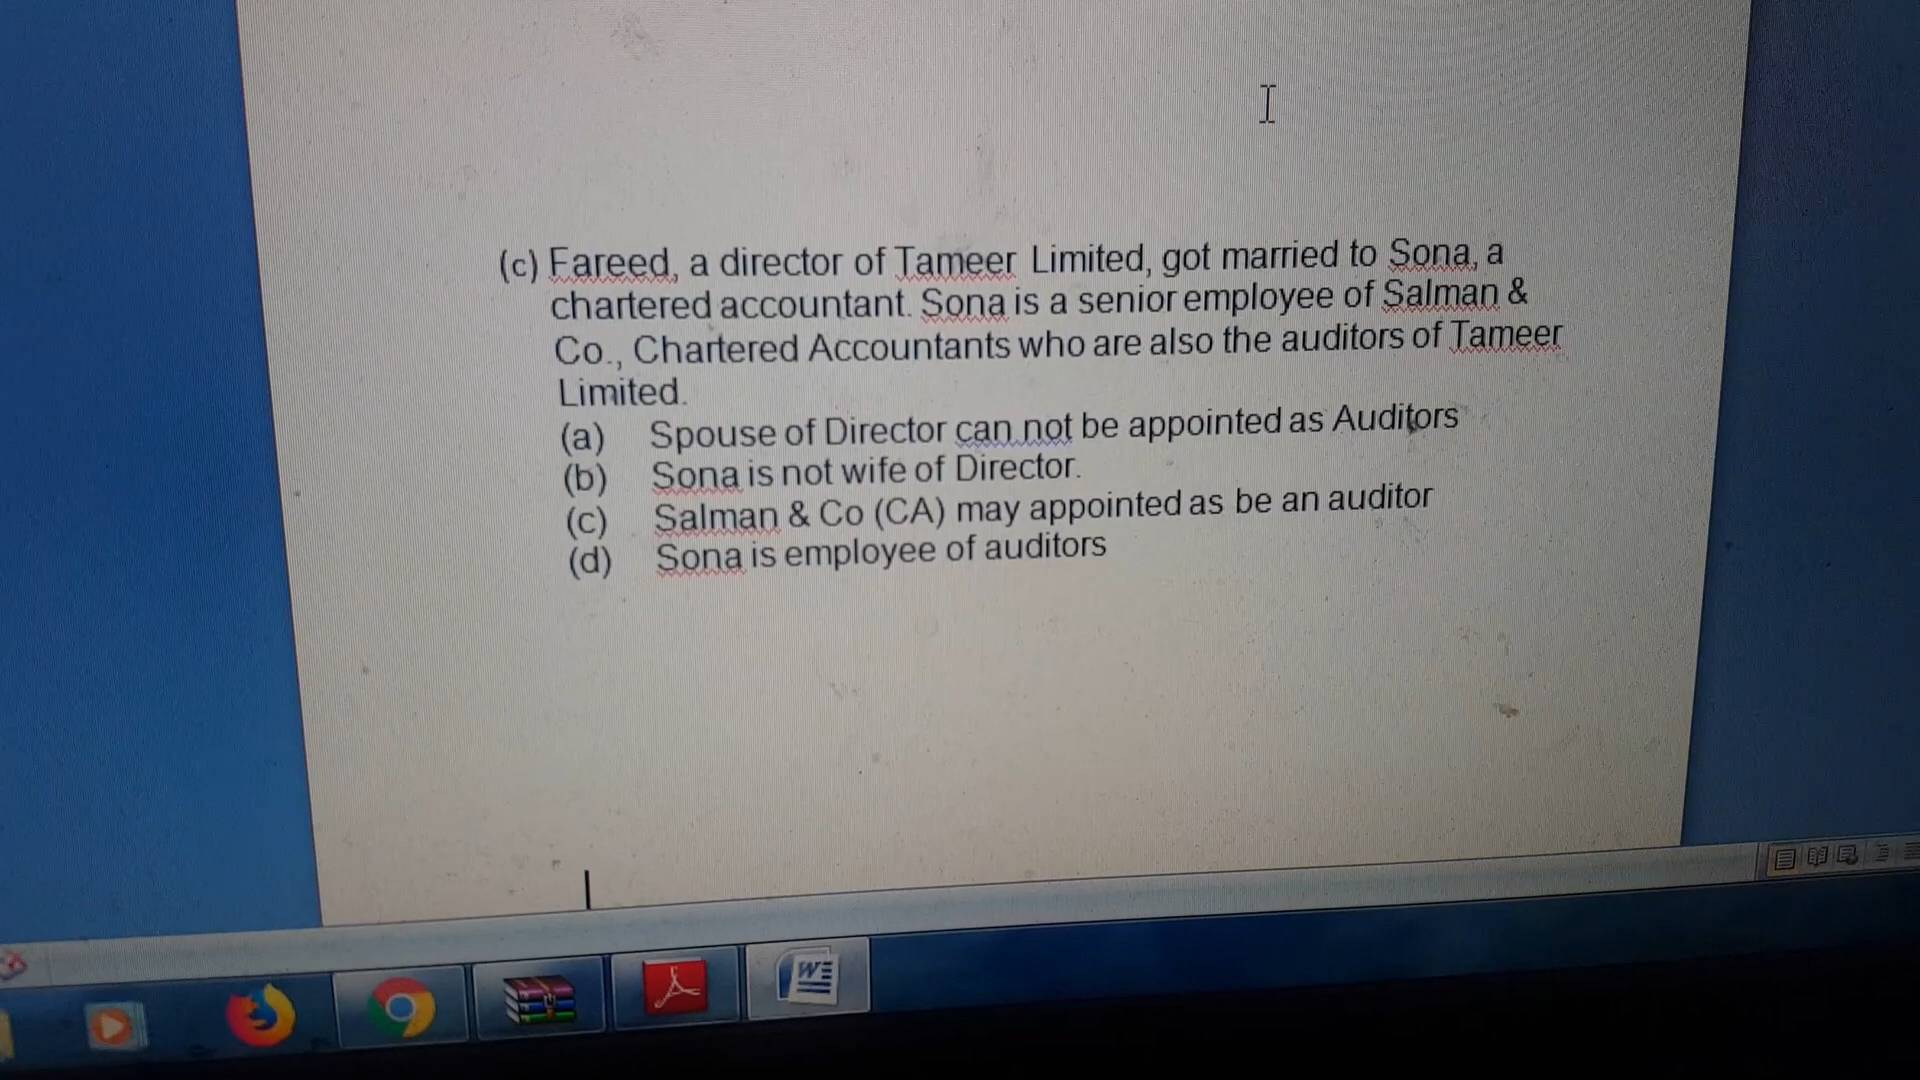 (c) Fareed, a director of Tameer Limited, got married to Sona, a
chartered accountant. Sona is a senior employee of Salman &
Co., Chartered Accountants who are also the auditors of Tameer
Limited.
(a) Spouse of Director can not be appointed as Auditors
(b) Sona is not wife of Director.
(c) Salman & Co (CA) may appointed as be an auditor
(d) Sona is employee of auditors